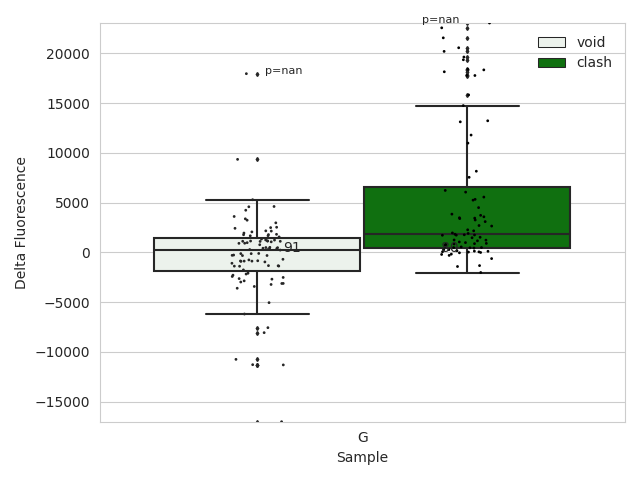 p=nan
void
clash
p=nan
91
20000
15000
10000
5000
0
−5000
−10000
−15000
Delta Fluorescence
G
Sample